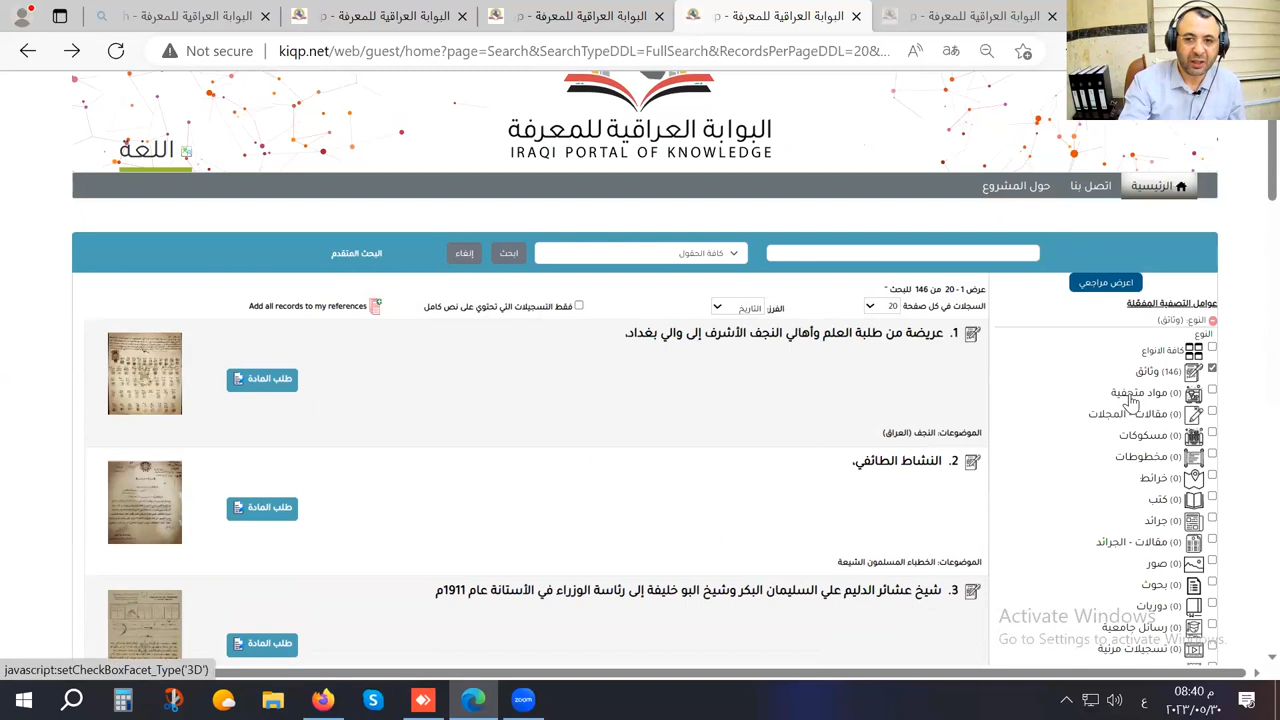 Not secure
kiqp.net/web/guest/home?page=Search&SearchTypeDDL=FullSearch&RecordsPerPageDDL=20&...
البوابة العراقية للمعرفة
IRAQI PORTAL OF KNOWLEDGE
اللغة
الرئيسية
اتصل بنا
حول المشروع
كافة الحقول
ابحث
إلغاء
البحث المتقدم
اعرض مراجعي
عوامل التصفية المفعّلة
النوع: (وثائق)
النوع
كافة الانواع
وثائق (146)
مواد متحفية (0)
مقالات - المجلات (0)
مسكوكات (0)
مخطوطات (0)
خرائط (0)
كتب (0)
جرائد (0)
مقالات - الجرائد (0)
صور (0)
بحوث (0)
دوريات (0)
رسائل جامعية (0)
تسجيلات مرئية (0)
عرض 1 - 20 من 146 للبحث "
السجلات في كل صفحة 20
الفرز: التاريخ
فقط التسجيلات التي تحتوي على نص كامل
Add all records to my references
1. عريضة من طلبة العلم وأهالي النجف الأشرف إلى والي بغداد،
طلب المادة
الموضوعات: النجف (العراق)
2. النشاط الطائفي،
طلب المادة
الموضوعات: الخطباء المسلمون الشيعة
3. شيخ عشائر الدليم علي السليمان البكر وشيخ البو خليفة إلى رئاسة الوزراء في الأستانة عام 1911م
طلب المادة
Activate Windows
Go to Settings to activate Windows.
javascript:setCheckBoxFacet_Type('3D')
zoom
ع
08:40 م
٢٠٢٣/٠٥/٣٠